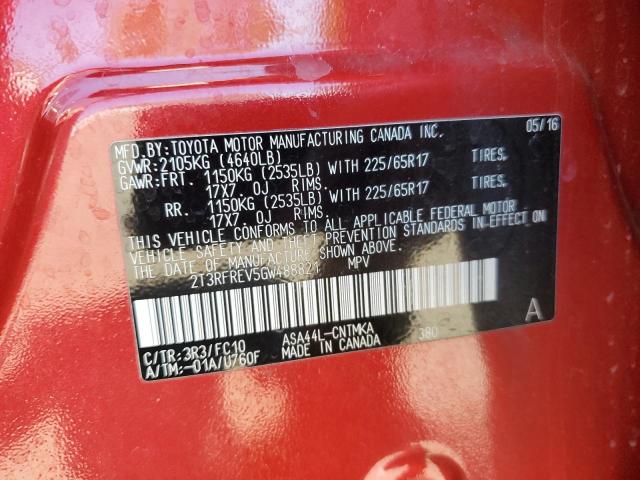 MFD.BY:TOYOTA MOTOR MANUFACTURING CANADA INC. 05/16
GVWR:2105KG (4640LB)
GAWR:FRT. 1150KG (2535LB) WITH 225/65R17 TIRES.
17X7.0J RIMS.
RR. 1150KG (2535LB) WITH 225/65R17 TIRES.
17X7.0J RIMS.
THIS VEHICLE CONFORMS TO ALL APPLICABLE FEDERAL MOTOR
VEHICLE SAFETY AND THEFT PREVENTION STANDARDS IN EFFECT ON
THE DATE OF MANUFACTURE SHOWN ABOVE.
2T3RFREV5GW488821 MPV
A
C/TR:3R3/FC10 ASA44L-CNTMKA 380
A/TM:-01A/U760F MADE IN CANADA